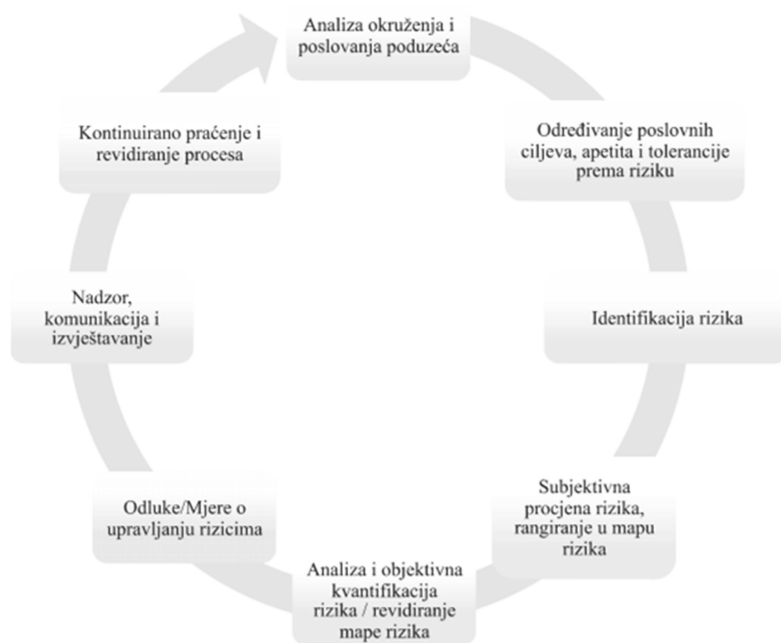 Analiza okruženja i
poslovanja poduzeća
Određivanje poslovnih
ciljeva, apetita i tolerancije
prema riziku
Identifikacija rizika
Subjektivna
procjena rizika,
rangiranje u mapu
rizika
Analiza i objektivna
kvantifikacija
rizika / revidiranje
mape rizika
Odluke/Mjere o
upravljanju rizicima
Nadzor,
komunikacija i
izvještavanje
Kontinuirano praćenje i
revidiranje procesa